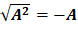 √A² = −A